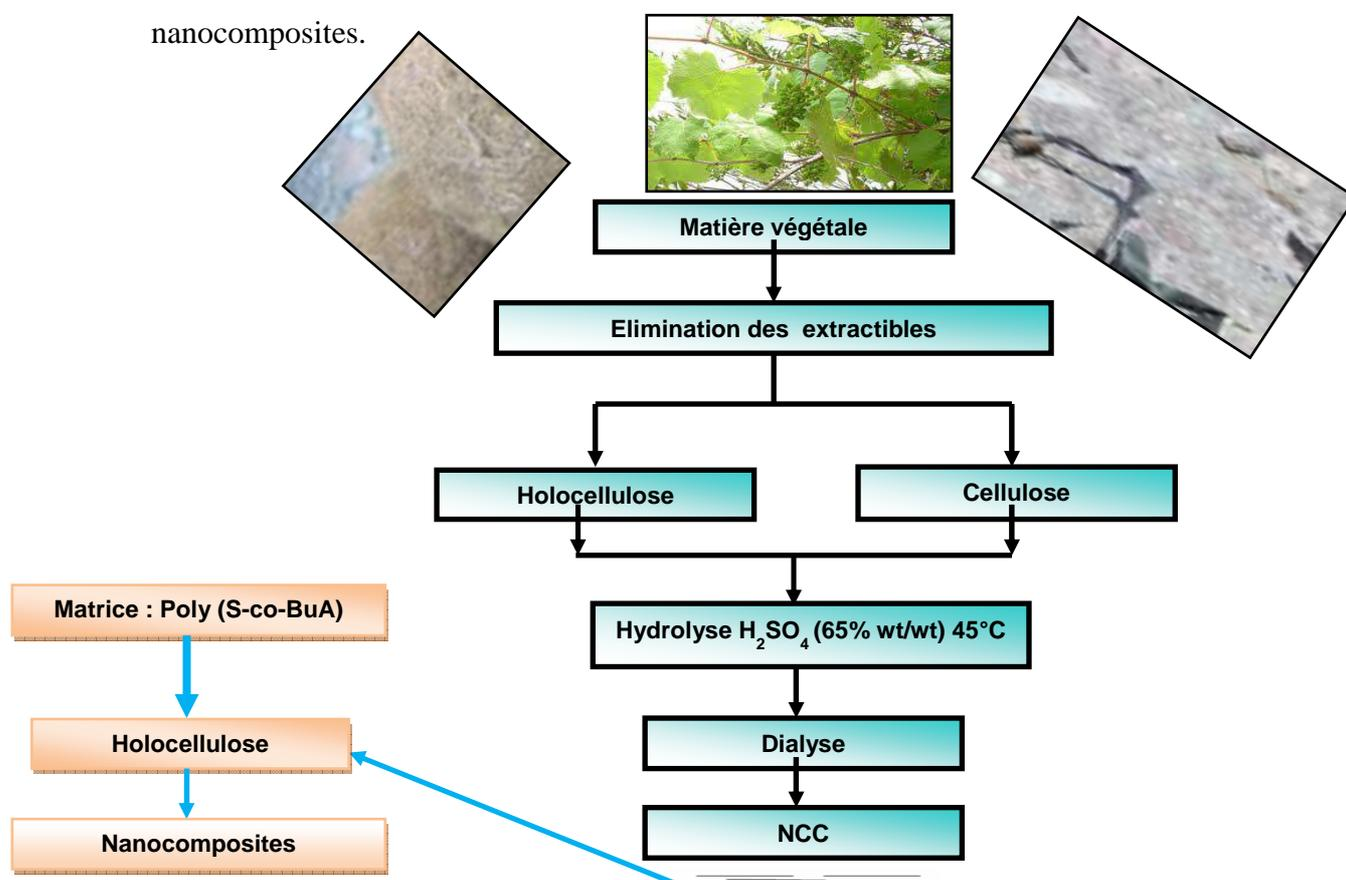 nanocomposites.
Matière végétale
Elimination des extractibles
Holocellulose
Cellulose
Hydrolyse H₂SO₄ (65% wt/wt) 45°C
Dialyse
NCC
Matrice : Poly (S-co-BuA)
Holocellulose
Nanocomposites